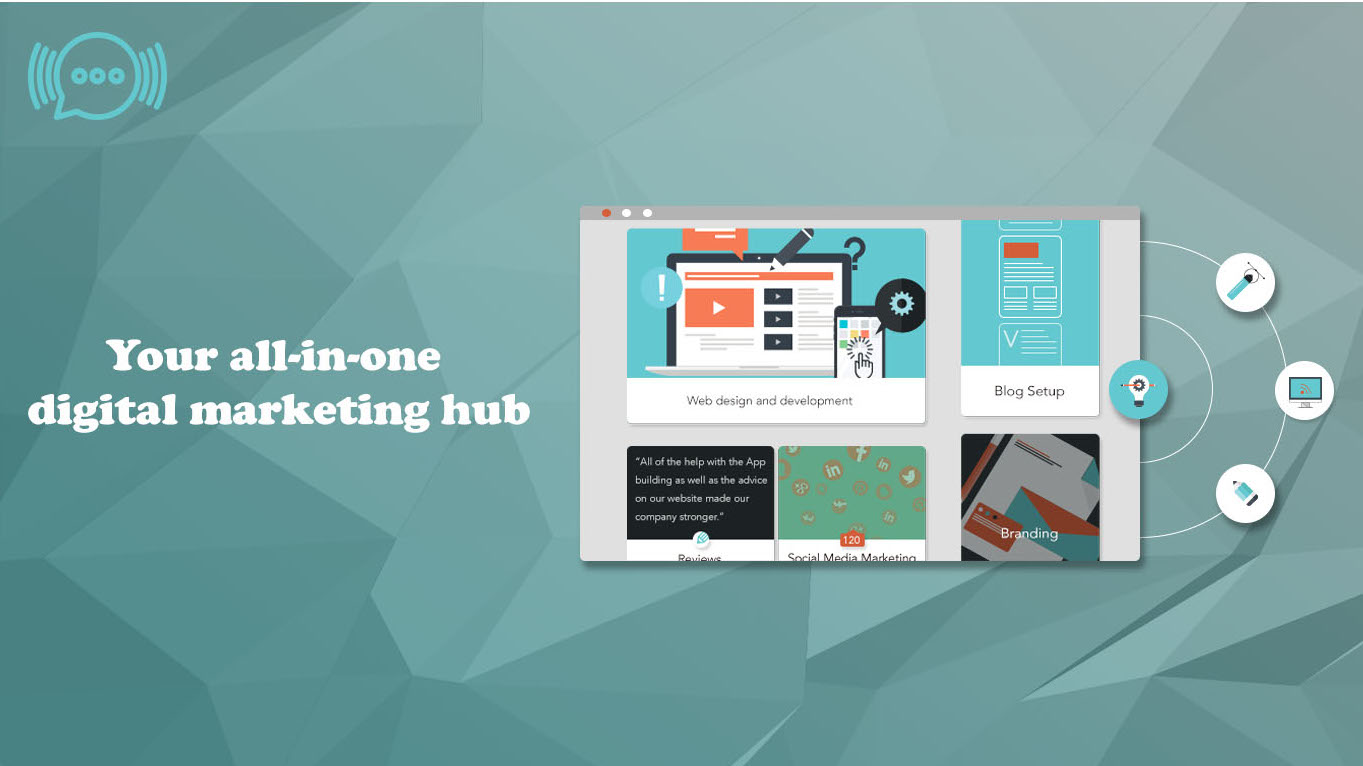 Your all-in-one
digital marketing hub
Web design and development
Blog Setup
“All of the help with the App
building as well as the advice
on our website made our
company stronger.”
Reviews
120
Social Media Marketing
Branding